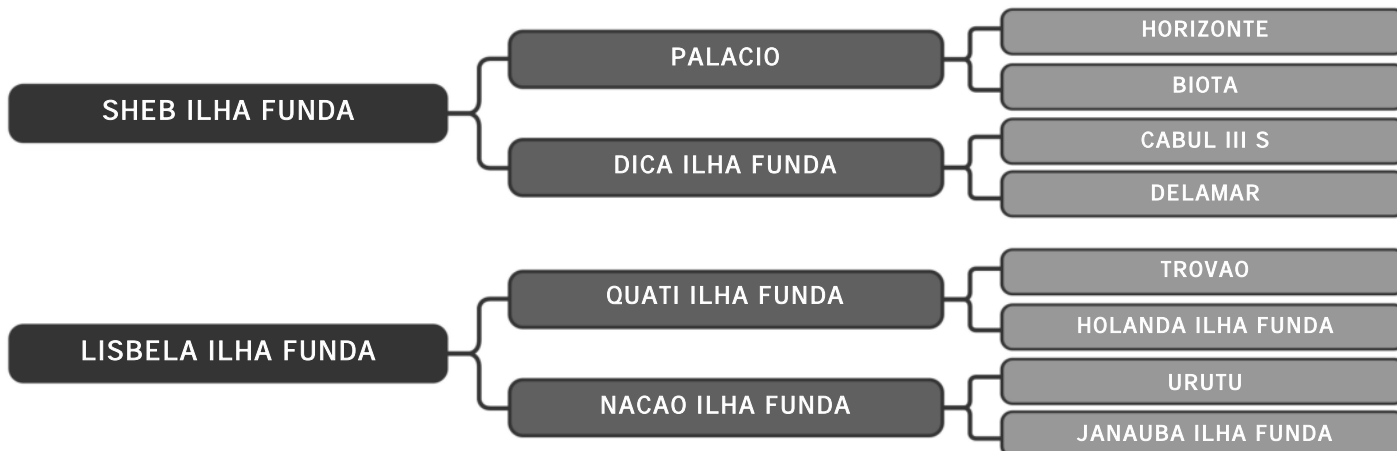 SHEB ILHA FUNDA
PALACIO
HORIZONTE
BIOTA
DICA ILHA FUNDA
CABUL III S
DELAMAR
LISBELA ILHA FUNDA
QUATI ILHA FUNDA
TROVAO
HOLANDA ILHA FUNDA
NACAO ILHA FUNDA
URUTU
JANAUBA ILHA FUNDA